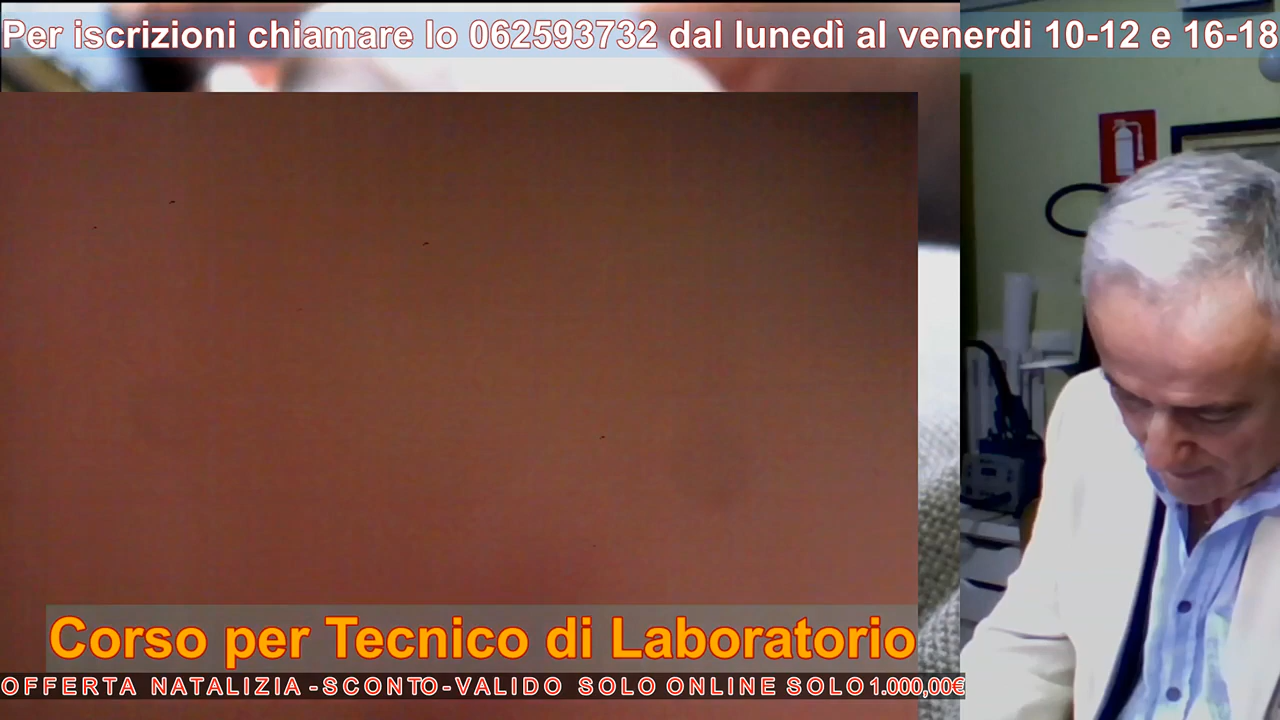 Per iscrizioni chiamare lo 062593732 dal lunedì al venerdi 10-12 e 16-18
Corso per Tecnico di Laboratorio
OFFERTA NATALIZIA -SCONTO-VALIDO SOLO ONLINE SOLO 1.000,00€